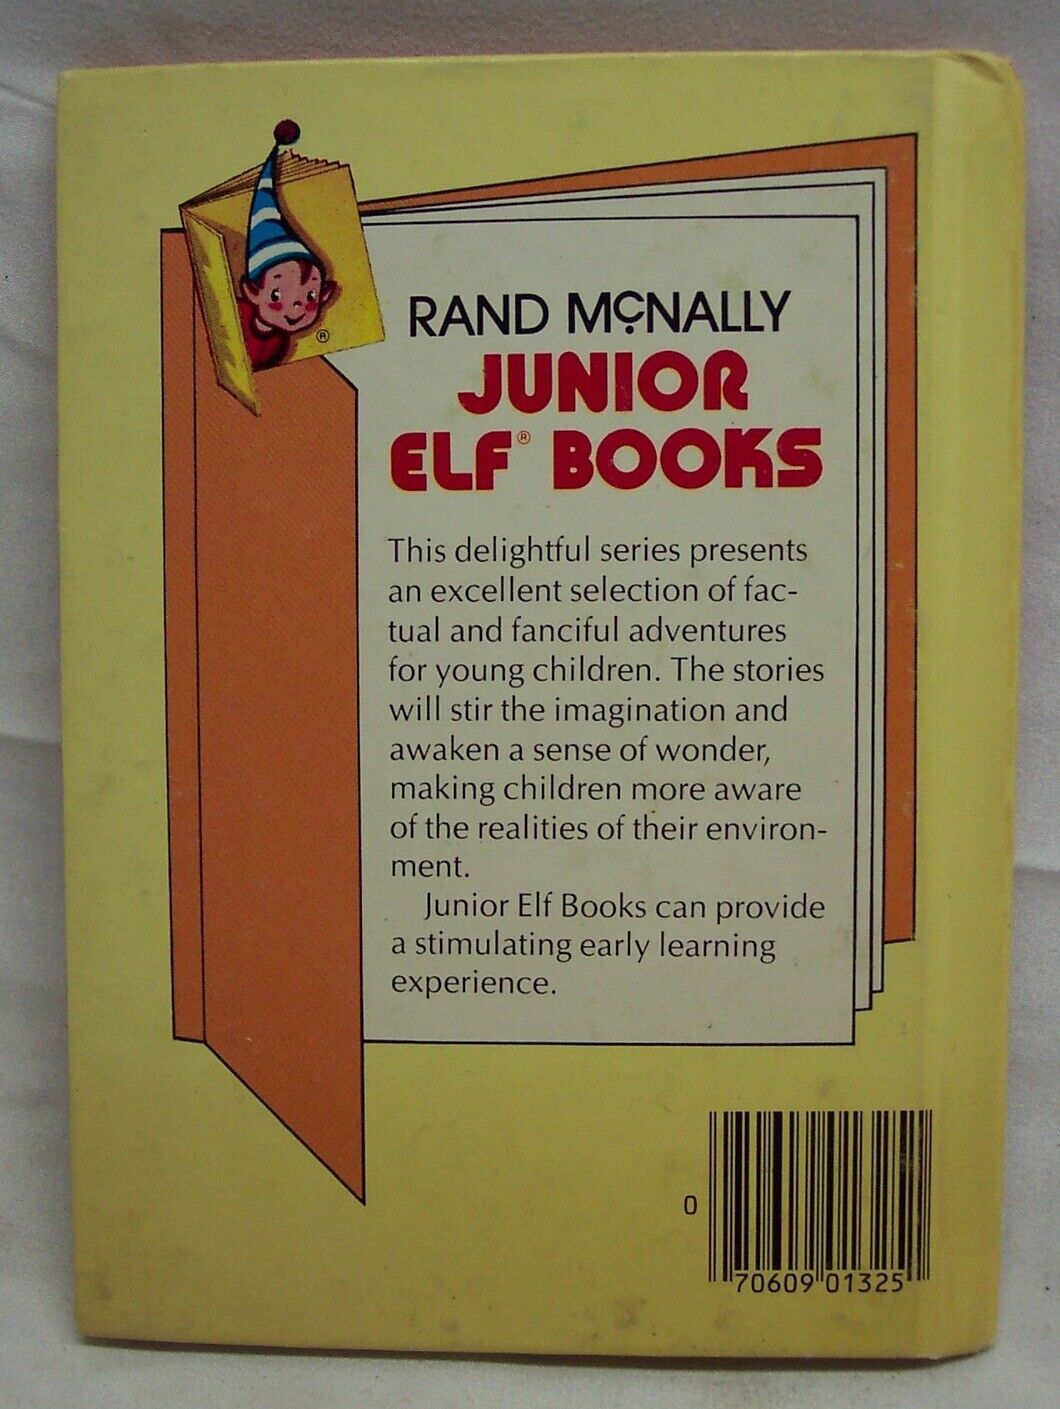 ®
RAND McNALLY
JUNIOR
ELF® BOOKS
This delightful series presents
an excellent selection of fac-
tual and fanciful adventures
for young children. The stories
will stir the imagination and
awaken a sense of wonder,
making children more aware
of the realities of their environ-
ment.
Junior Elf Books can provide
a stimulating early learning
experience.
0 70609 01325